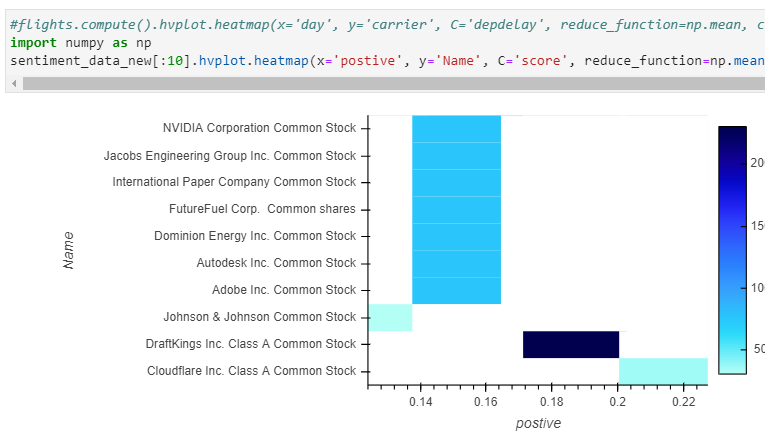 #flights.compute().hvplot.heatmap(x='day', y='carrier', C='depdelay', reduce_function=np.mean, c
import numpy as np
sentiment_data_new[:10].hvplot.heatmap(x='postive', y='Name', C='score', reduce_function=np.mean
NVIDIA Corporation Common Stock
Jacobs Engineering Group Inc. Common Stock
International Paper Company Common Stock
FutureFuel Corp.  Common shares
Dominion Energy Inc. Common Stock
Autodesk Inc. Common Stock
Adobe Inc. Common Stock
Johnson & Johnson Common Stock
DraftKings Inc. Class A Common Stock
Cloudflare Inc. Class A Common Stock
Name
0.14 0.16 0.18 0.2 0.22
postive
20
15
10